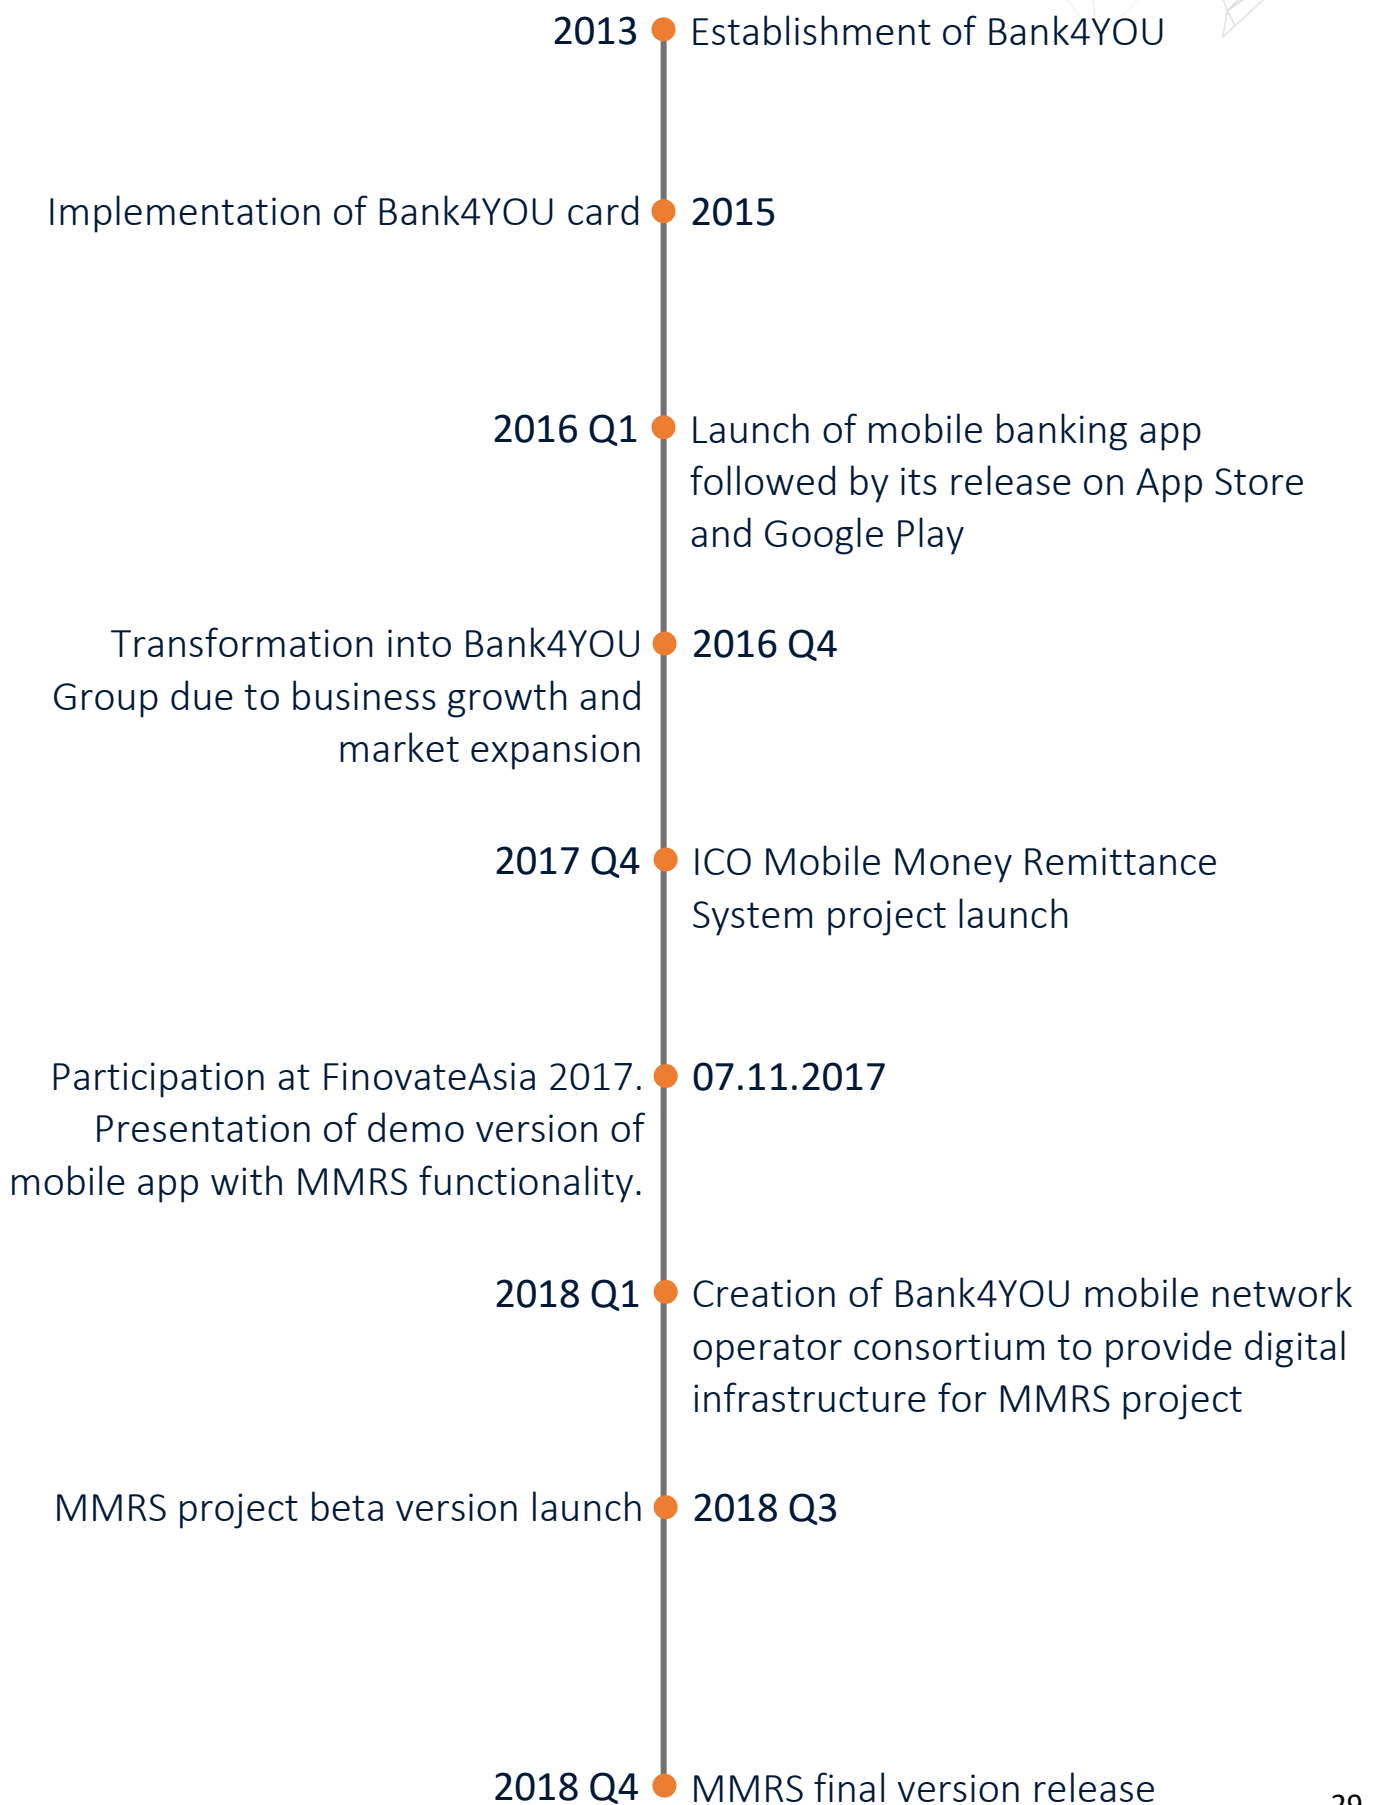 2013 Establishment of Bank4YOU
Implementation of Bank4YOU card 2015
2016 Q1 Launch of mobile banking app
followed by its release on App Store
and Google Play
Transformation into Bank4YOU 2016 Q4
Group due to business growth and
market expansion
2017 Q4 ICO Mobile Money Remittance
System project launch
Participation at FinovateAsia 2017. 07.11.2017
Presentation of demo version of
mobile app with MMRS functionality.
2018 Q1 Creation of Bank4YOU mobile network
operator consortium to provide digital
infrastructure for MMRS project
MMRS project beta version launch 2018 Q3
2018 Q4 MMRS final version release
29